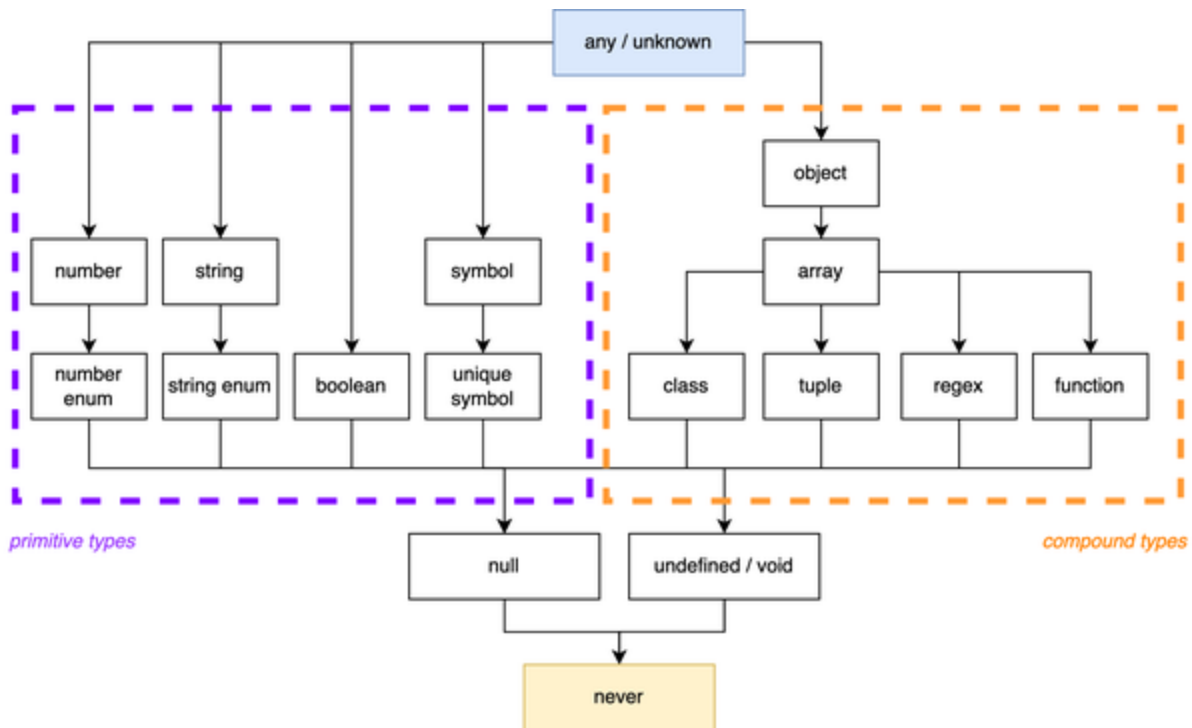 any / unknown
object
number
string
symbol
array
number
enum
string enum
boolean
unique
symbol
class
tuple
regex
function
primitive types
compound types
null
undefined / void
never